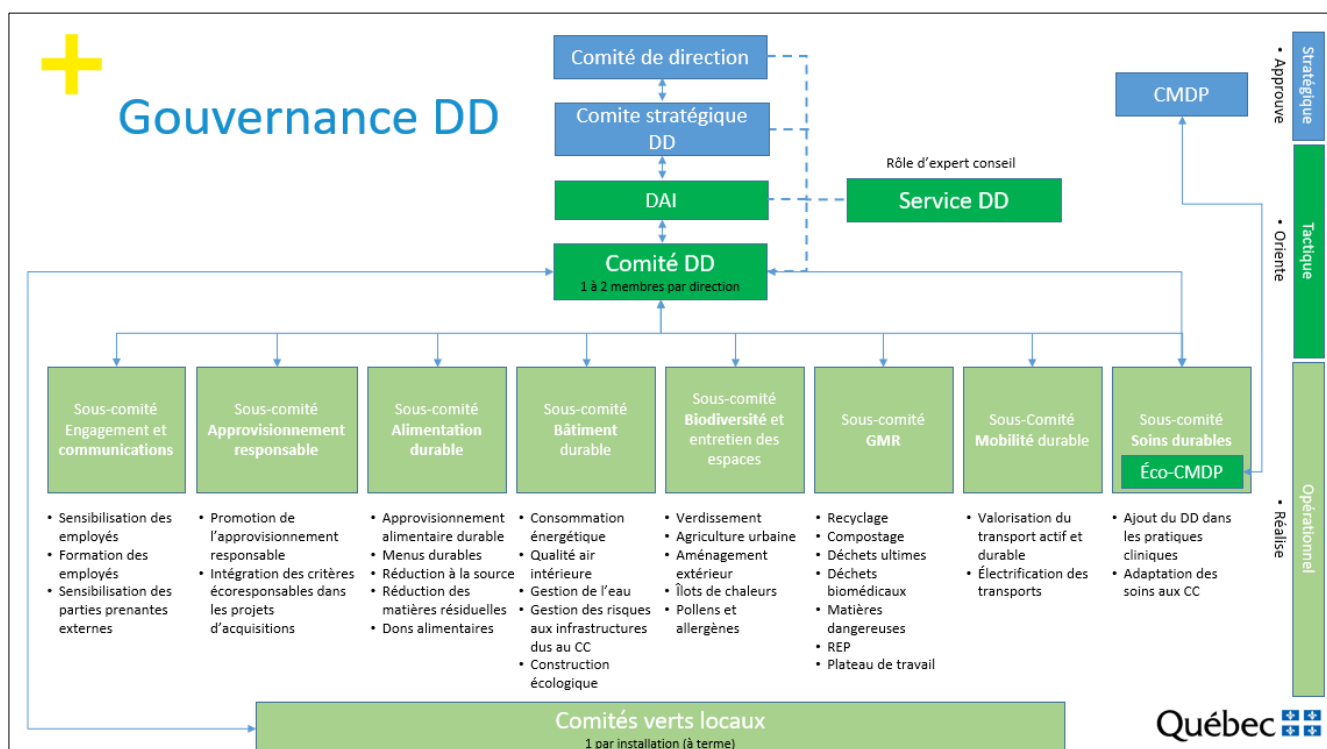 Gouvernance DD
Comité de direction
Comite stratégique
DD
DAI
Comité DD
1 à 2 membres par direction
Rôle d'expert conseil
Service DD
CMDP
Stratégique
• Approuve
Tactique
• Oriente
Opérationnel
• Réalise
Sous-comité
Engagement et
communications
• Sensibilisation des
employés
• Formation des
employés
• Sensibilisation des
parties prenantes
externes
Sous-comité
Approvisionnement
responsable
• Promotion de
l'approvisionnement
responsable
• Intégration des critères
écoresponsables dans
les projets
d'acquisitions
Sous-comité
Alimentation
durable
• Approvisionnement
alimentaire durable
• Menus durables
• Réduction à la source
• Réduction des
matières résiduelles
• Dons alimentaires
Sous-comité
Bâtiment
durable
• Consommation
énergétique
• Qualité air
intérieure
• Gestion de l'eau
• Gestion des risques
aux infrastructures
dus au CC
• Construction
écologique
Sous-comité
Biodiversité et
entretien des
espaces
• Verdissement
• Agriculture urbaine
• Aménagement
extérieur
• Îlots de chaleurs
• Pollens et
allergènes
Sous-comité
GMR
• Recyclage
• Compostage
• Déchets ultimes
• Déchets
biomédicaux
• Matières
dangereuses
• REP
• Plateau de travail
Sous-Comité
Mobilité durable
• Valorisation du
transport actif et
durable
• Électrification des
transports
Sous-comité
Soins durables
Éco-CMDP
• Ajout du DD dans
les pratiques
cliniques
• Adaptation des
soins aux CC
Comités verts locaux
1 par installation (à terme)
Québec